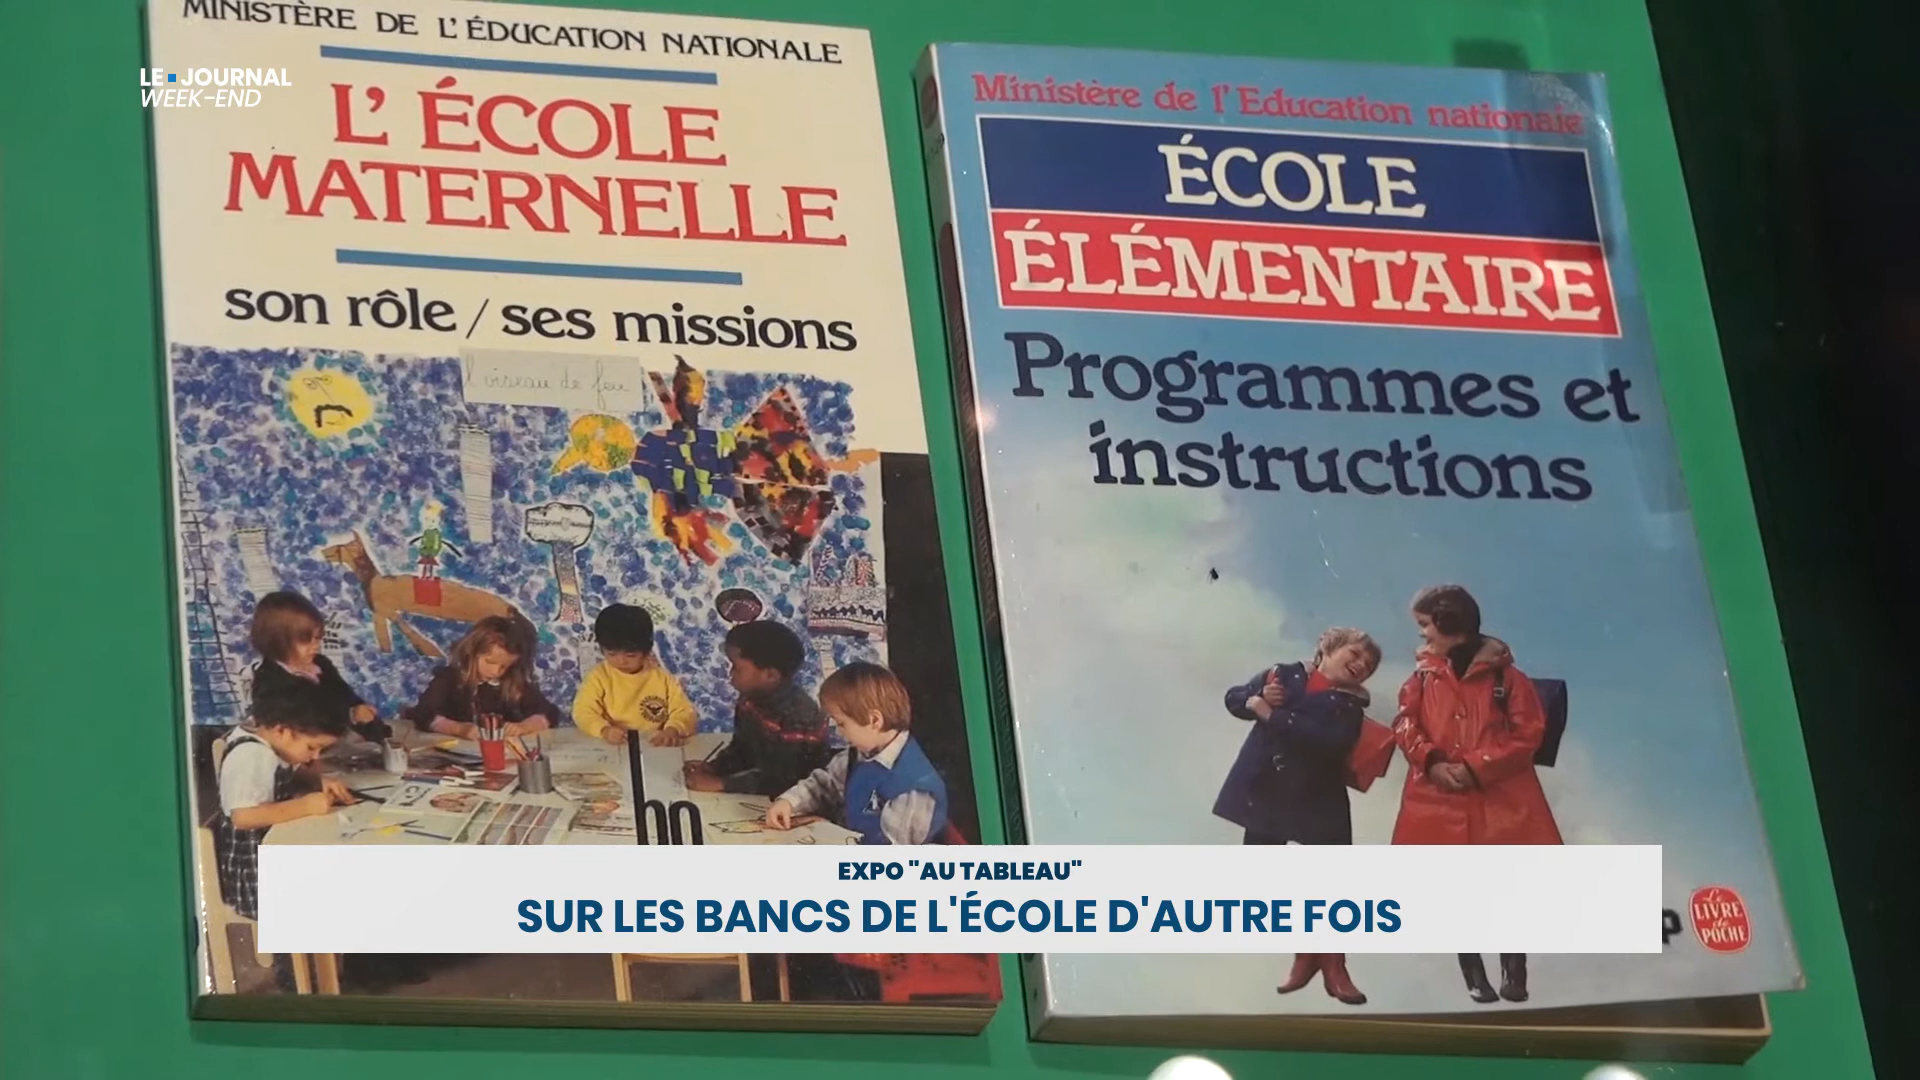 MINISTÈRE DE L'ÉDUCATION NATIONALE
LE JOURNAL
WEEK-END
L'ÉCOLE
MATERNELLE
son rôle / ses missions
l'oiseau de feu
Ministère de l'Education nationale
ÉCOLE
ÉLÉMENTAIRE
Programmes et
instructions
EXPO "AU TABLEAU"
SUR LES BANCS DE L'ÉCOLE D'AUTRE FOIS
Le
LIVRE
de
POCHE